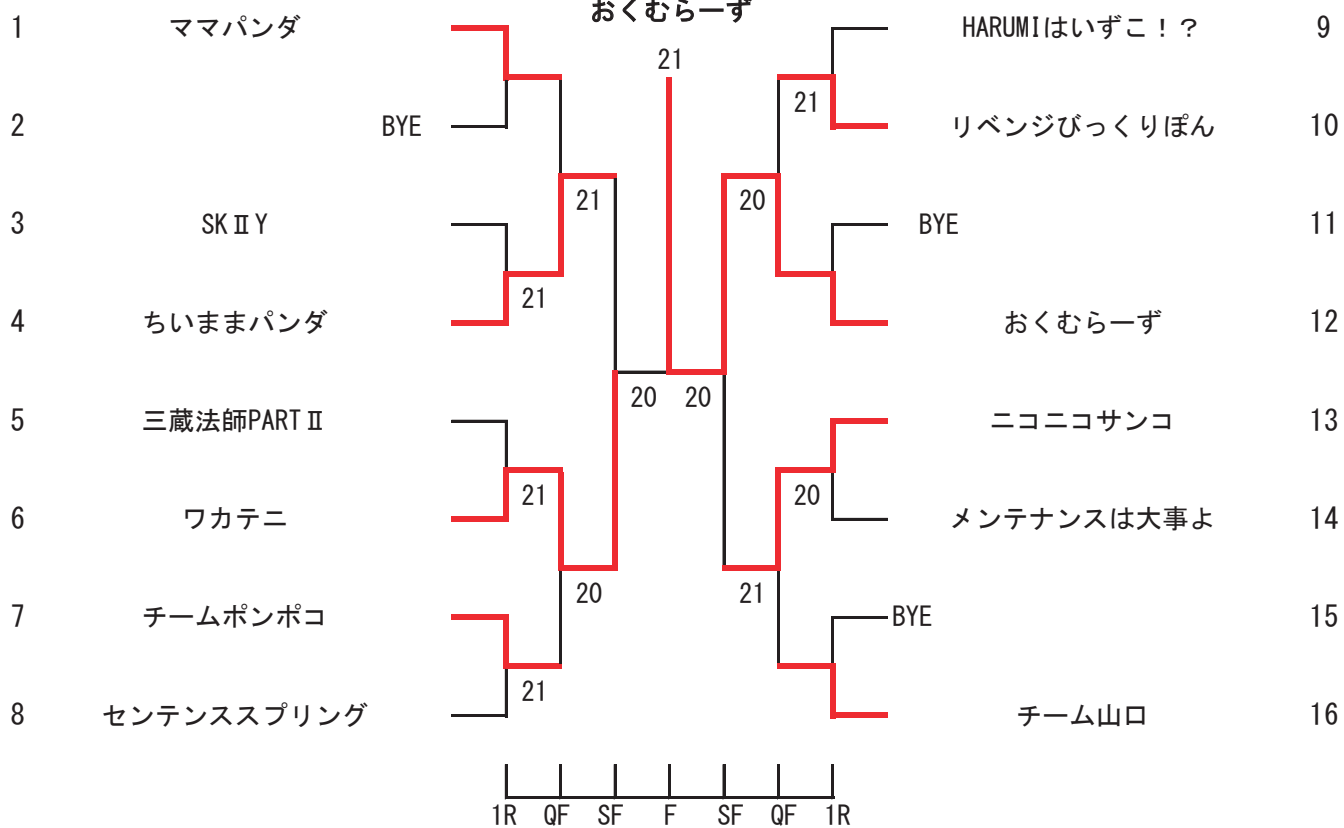 おくむらーず
1 ママパンダ HARUMIはいずこ！？ 9
21
21
2 BYE リベンジびっくりぽん 10
21 20
3 SKⅡY BYE 11
21
4 ちいままパンダ おくむらーず 12
20 20
5 三蔵法師PARTⅡ ニコニコサンコ 13
21 20
6 ワカテニ メンテナンスは大事よ 14
20 21
7 チームポンポコ BYE 15
21
8 センテンススプリング チーム山口 16
1R QF SF F SF QF 1R